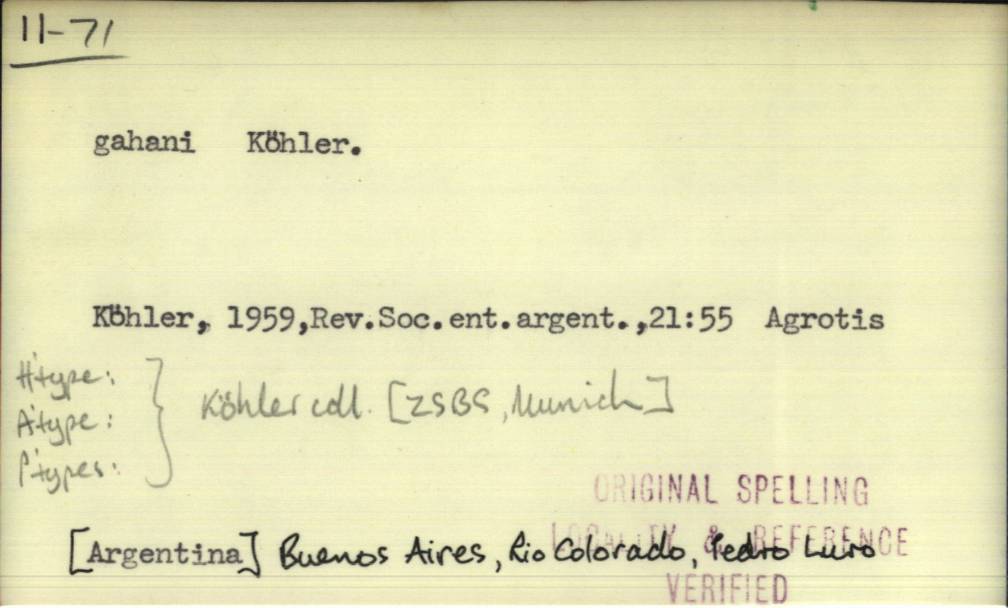 11-71
gahani Köhler.
Köhler, 1959,Rev.Soc.ent.argent.,21:55 Agrotis
H'type:
A'type:
P'types:
} Köhler coll. [ZSBS, Munich]
ORIGINAL SPELLING
LOCALITY & REFERENCE
[Argentina] Buenos Aires, Rio Colorado, Pedro Luro
VERIFIED